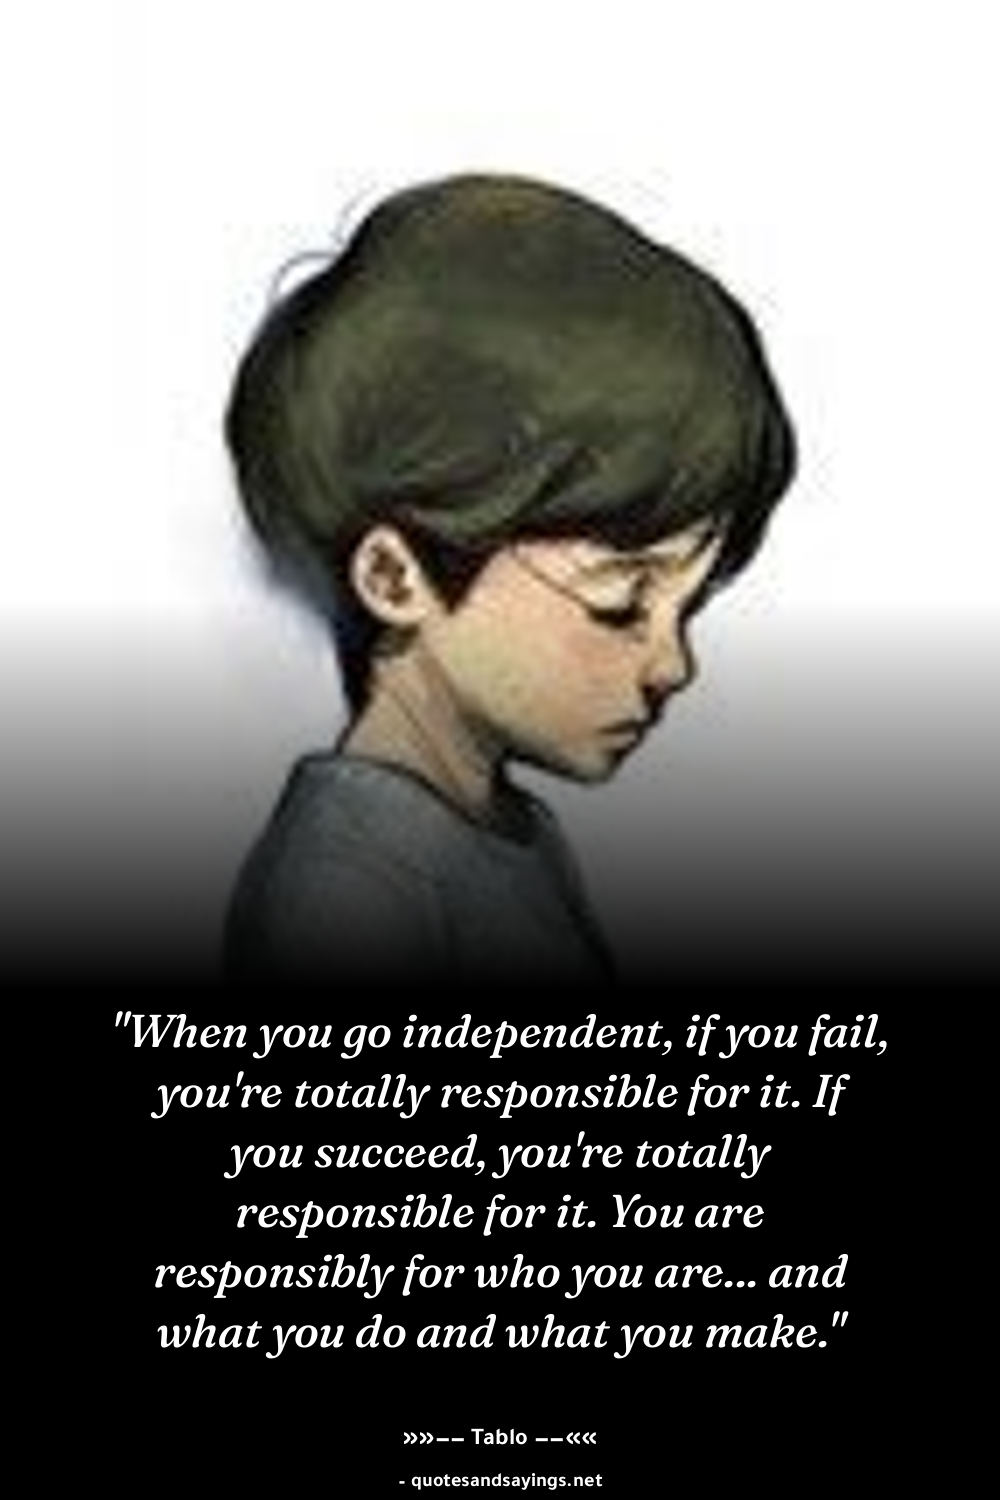 "When you go independent, if you fail,
you're totally responsible for it. If
you succeed, you're totally
responsible for it. You are
responsibly for who you are... and
what you do and what you make."
»»−− Tablo −−««
- quotesandsayings.net